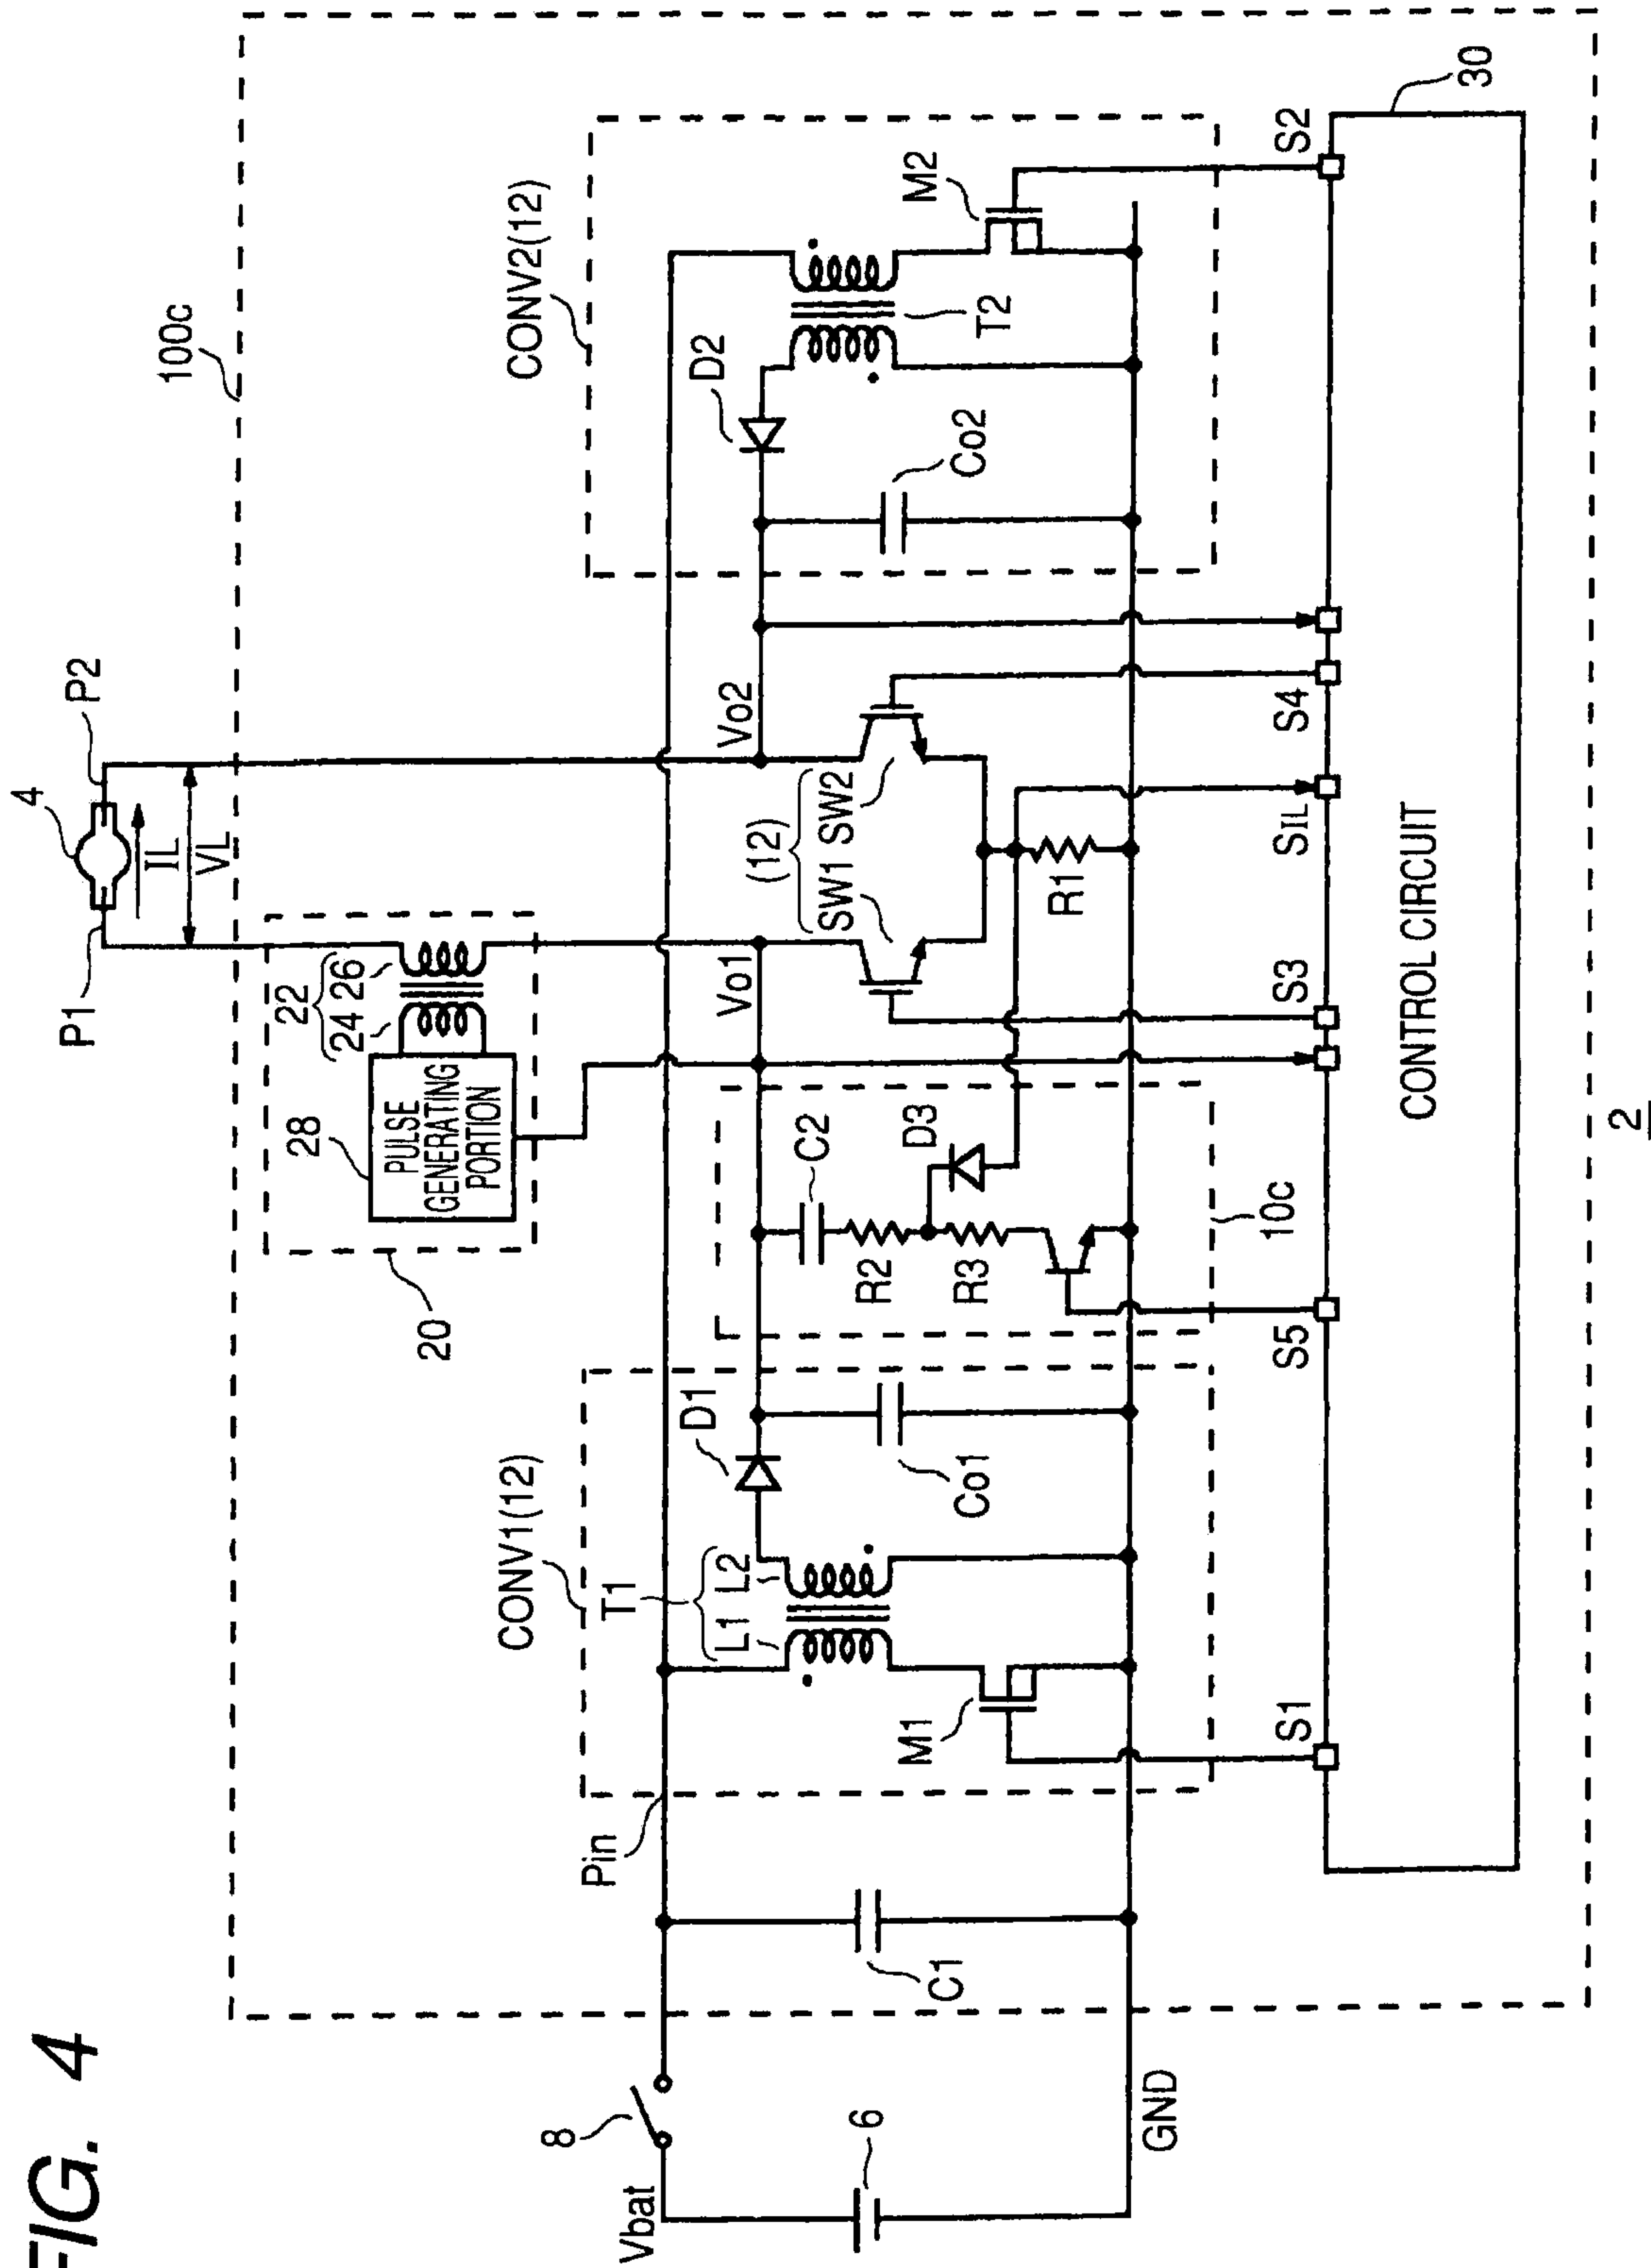 FIG. 4
100c
4
P1
P2
IL
VL
22
24
26
28
PULSE
GENERATING
PORTION
20
CONV1(12)
CONV2(12)
T1
L1
L2
D1
Co1
M1
Pin
8
Vbat
6
C1
GND
C2
R2
R3
D3
10c
Vo1
Vo2
(12)
SW1
SW2
R1
D2
Co2
T2
M2
S1
S5
S3
SIL
S4
S2
30
CONTROL CIRCUIT
2